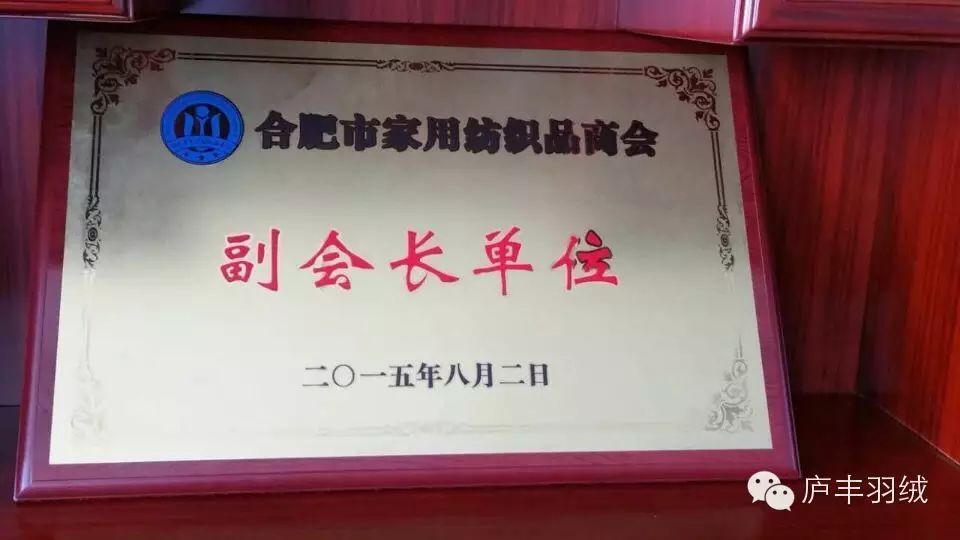 合肥市家用纺织品商会
副会长单位
二〇一五年八月二日
庐丰羽绒